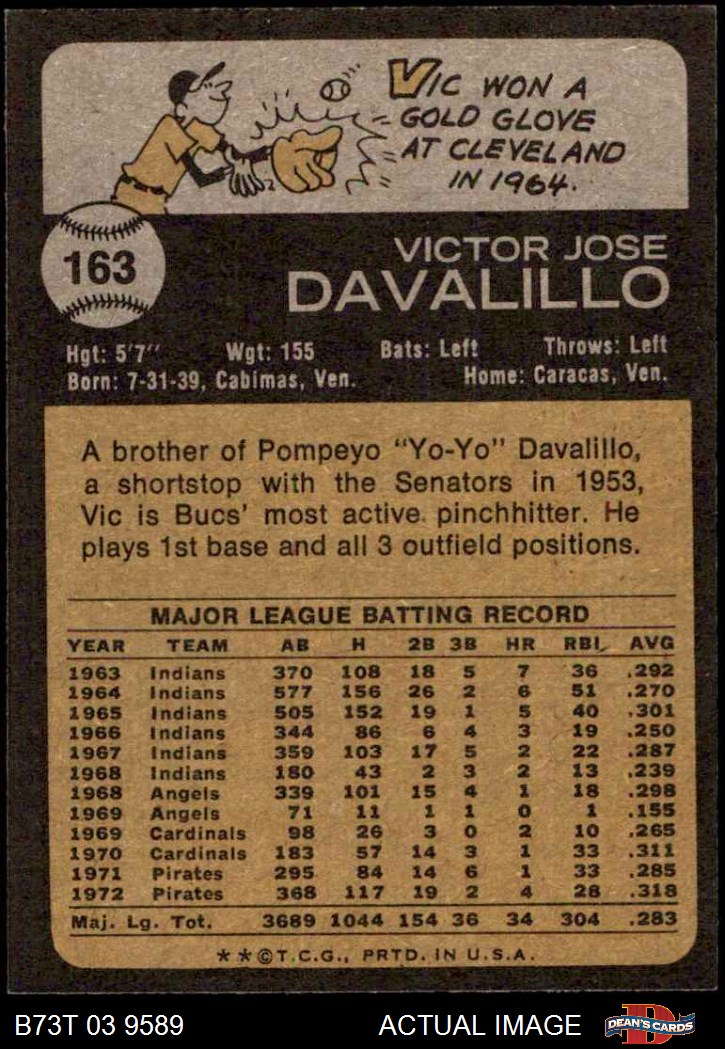 VIC WON A
GOLD GLOVE
AT CLEVELAND
IN 1964.
163
VICTOR JOSE
DAVALILLO
Hgt: 5'7" Wgt: 155 Bats: Left Throws: Left
Born: 7-31-39, Cabimas, Ven. Home: Caracas, Ven.
A brother of Pompeyo "Yo-Yo" Davalillo,
a shortstop with the Senators in 1953,
Vic is Bucs' most active pinchhitter. He
plays 1st base and all 3 outfield positions.
MAJOR LEAGUE BATTING RECORD
YEAR TEAM AB H 2B 3B HR RBI AVG
1963 Indians 370 108 18 5 7 36 .292
1964 Indians 577 156 26 2 6 51 .270
1965 Indians 505 152 19 1 5 40 .301
1966 Indians 344 86 6 4 3 19 .250
1967 Indians 359 103 17 5 2 22 .287
1968 Indians 180 43 2 3 2 13 .239
1968 Angels 339 101 15 4 1 18 .298
1969 Angels 71 11 1 1 0 1 .155
1969 Cardinals 98 26 3 0 2 10 .265
1970 Cardinals 183 57 14 3 1 33 .311
1971 Pirates 295 84 14 6 1 33 .285
1972 Pirates 368 117 19 2 4 28 .318
Maj. Lg. Tot. 3689 1044 154 36 34 304 .283
**©T.C.G., PRTD. IN U.S.A.
B73T 03 9589 ACTUAL IMAGE DEAN'S CARDS